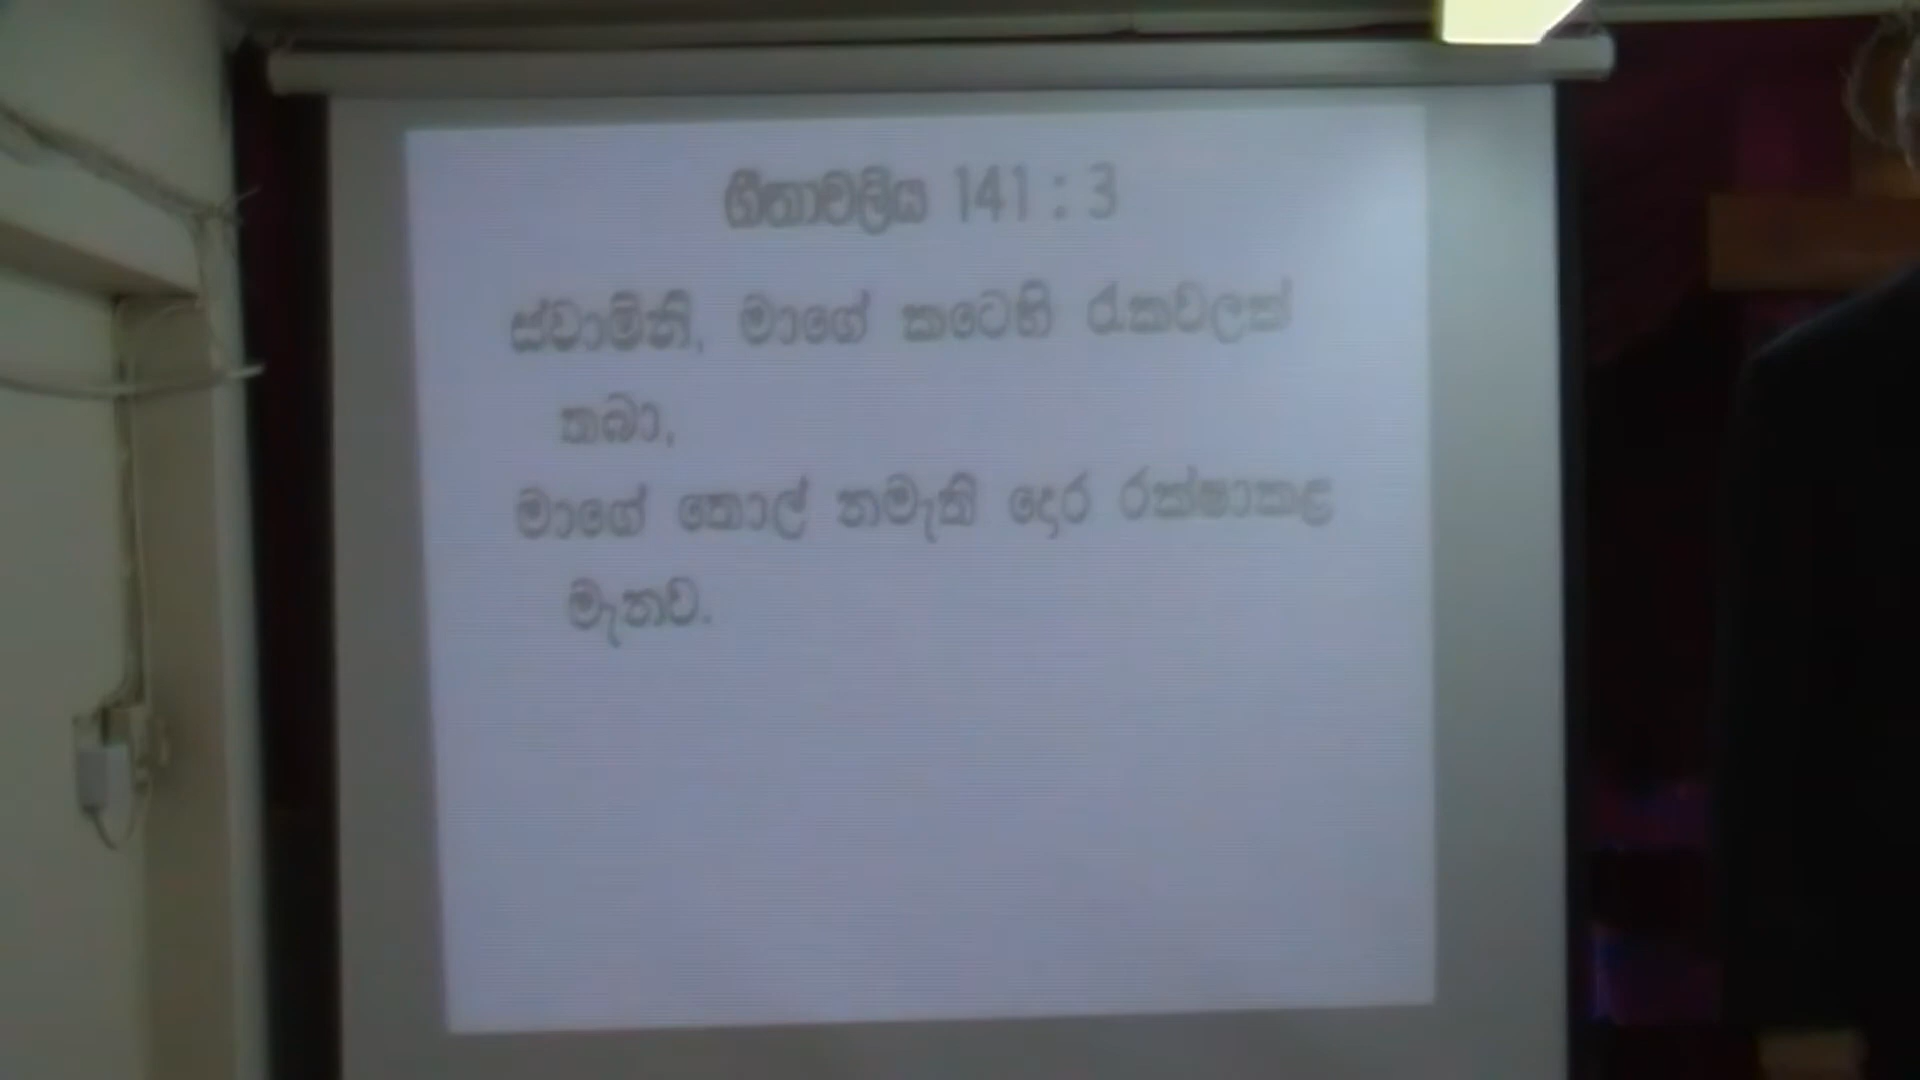 ගීතාවලිය 141 : 3
ස්වාමිනි, මාගේ කටෙහි රැකවලක්
තබා,
මාගේ තොල් නමැති දොර රක්ෂාකළ
මැනව.